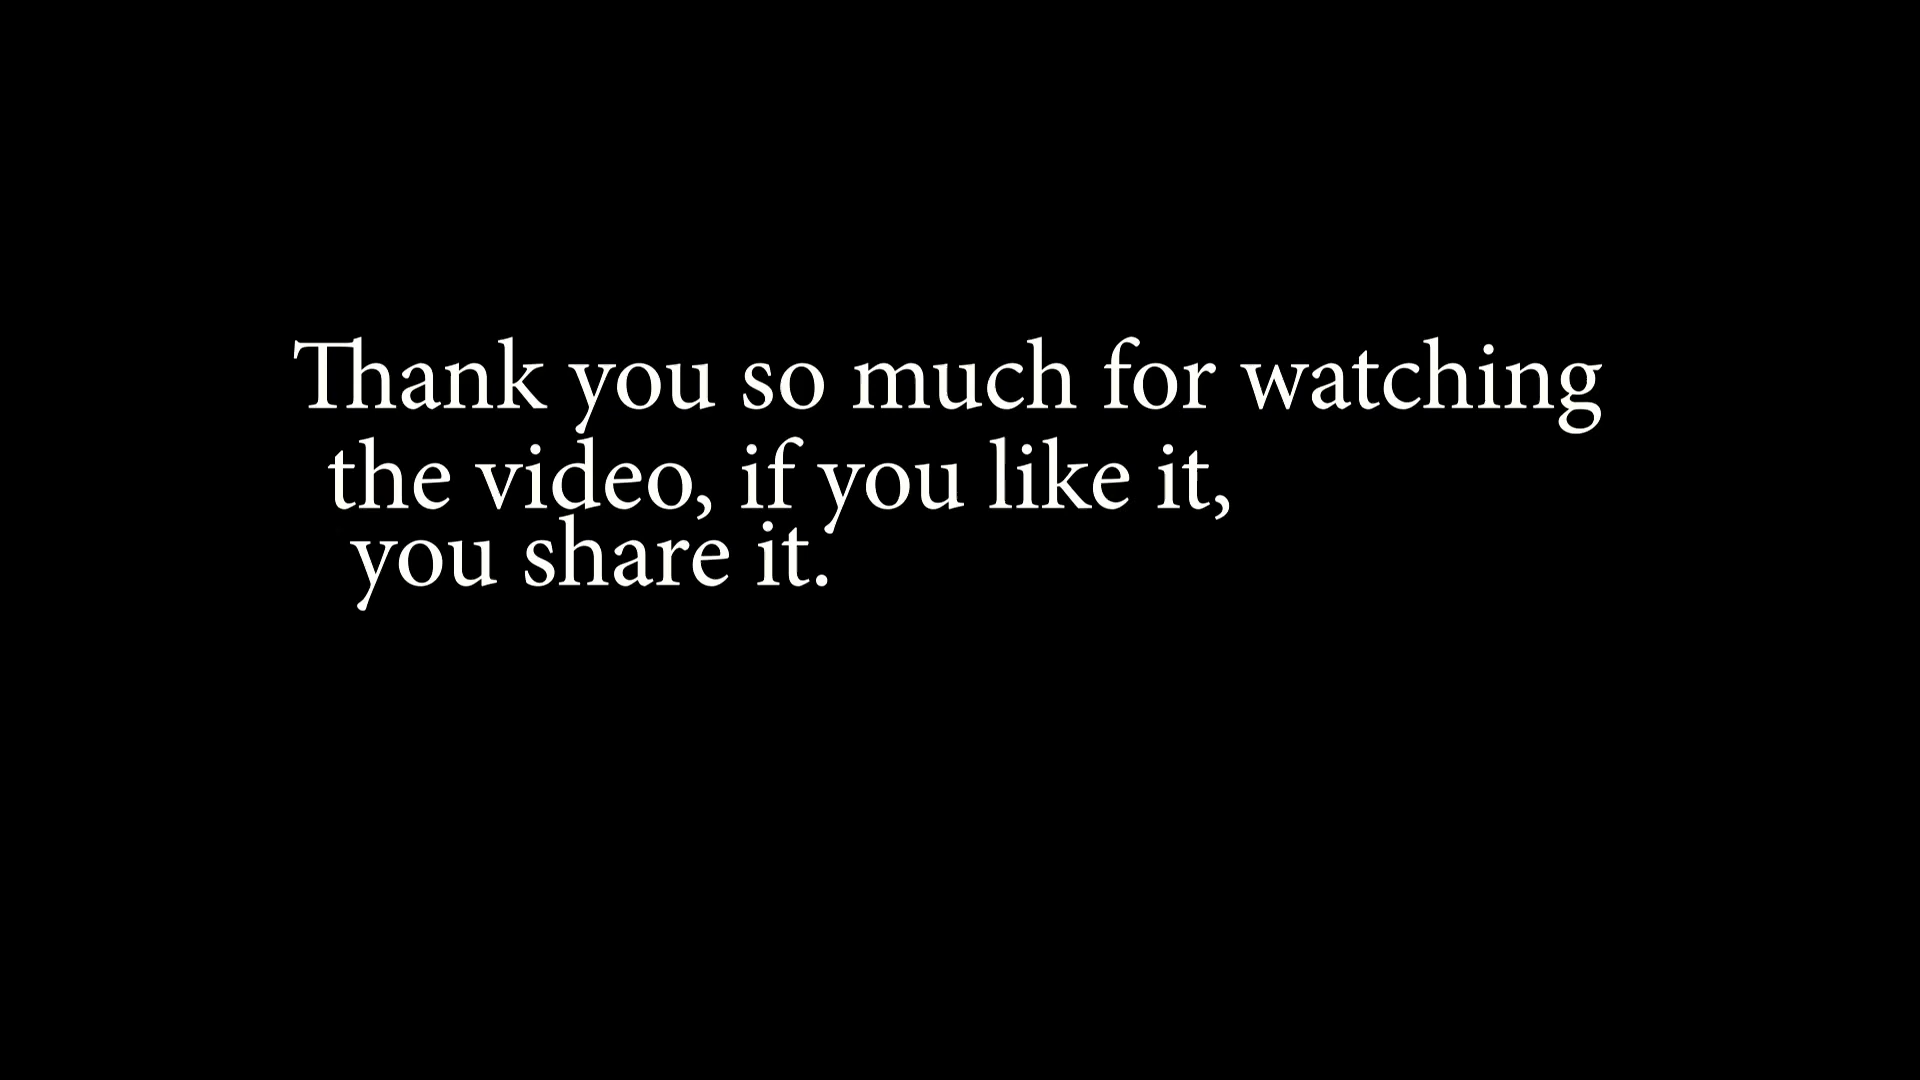 Thank you so much for watching
the video, if you like it,
you share it.